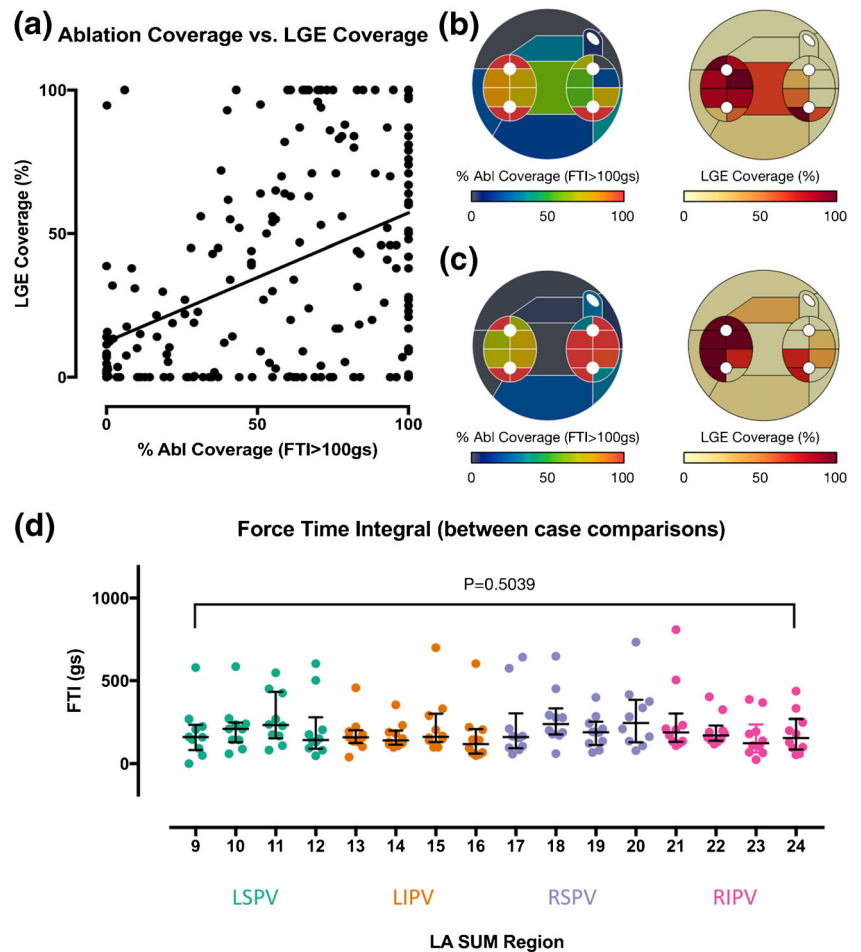 (a)
Ablation Coverage vs. LGE Coverage
LGE Coverage (%)
100
50
0
0 50 100
% Abl Coverage (FTI>100gs)
(b)
% Abl Coverage (FTI>100gs)
0 50 100
LGE Coverage (%)
0 50 100
(c)
% Abl Coverage (FTI>100gs)
0 50 100
LGE Coverage (%)
0 50 100
(d)
Force Time Integral (between case comparisons)
P=0.5039
FTI (gs)
1000
500
0
9 10 11 12 13 14 15 16 17 18 19 20 21 22 23 24
LSPV LIPV RSPV RIPV
LA SUM Region